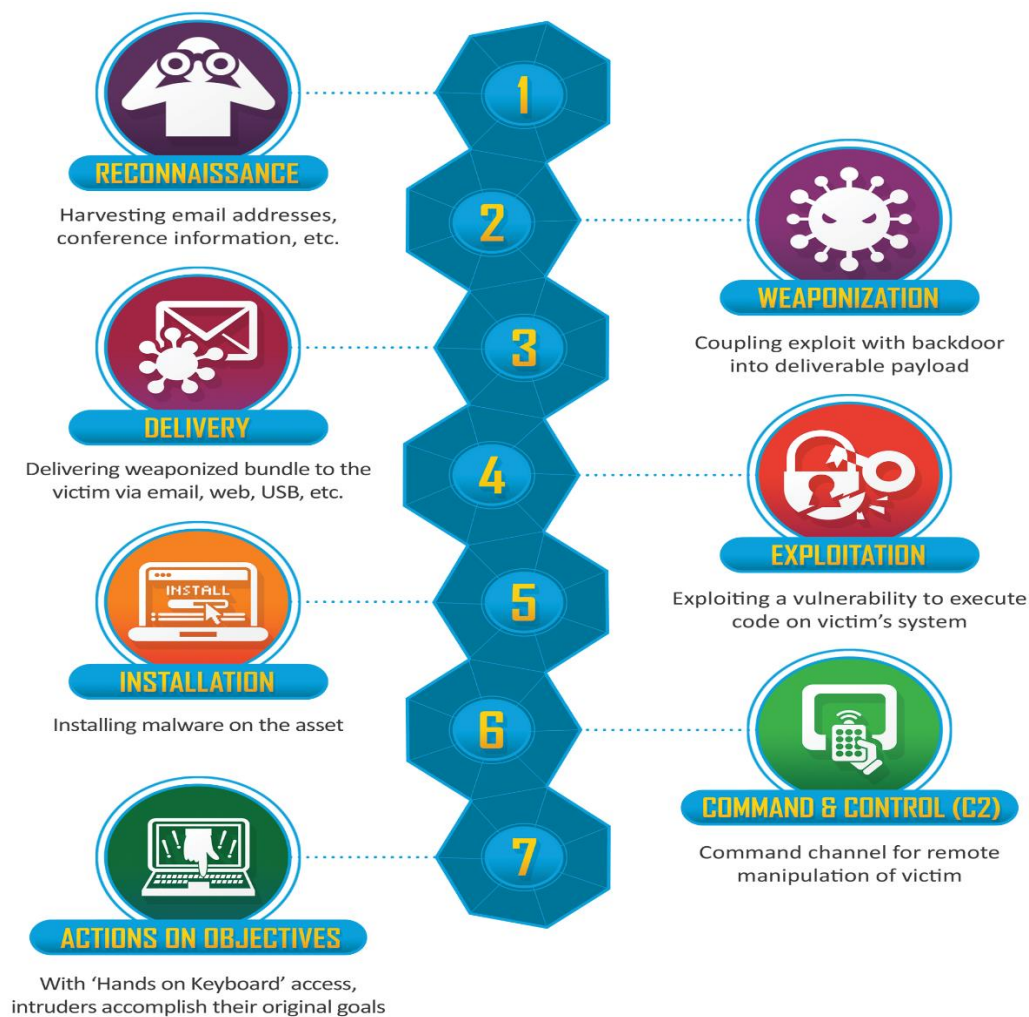 1
RECONNAISSANCE
Harvesting email addresses,
conference information, etc.
2
WEAPONIZATION
Coupling exploit with backdoor
into deliverable payload
3
DELIVERY
Delivering weaponized bundle to the
victim via email, web, USB, etc.
4
EXPLOITATION
Exploiting a vulnerability to execute
code on victim’s system
5
INSTALL
INSTALLATION
Installing malware on the asset
6
COMMAND & CONTROL (C2)
Command channel for remote
manipulation of victim
7
!! !!
ACTIONS ON OBJECTIVES
With ‘Hands on Keyboard’ access,
intruders accomplish their original goals